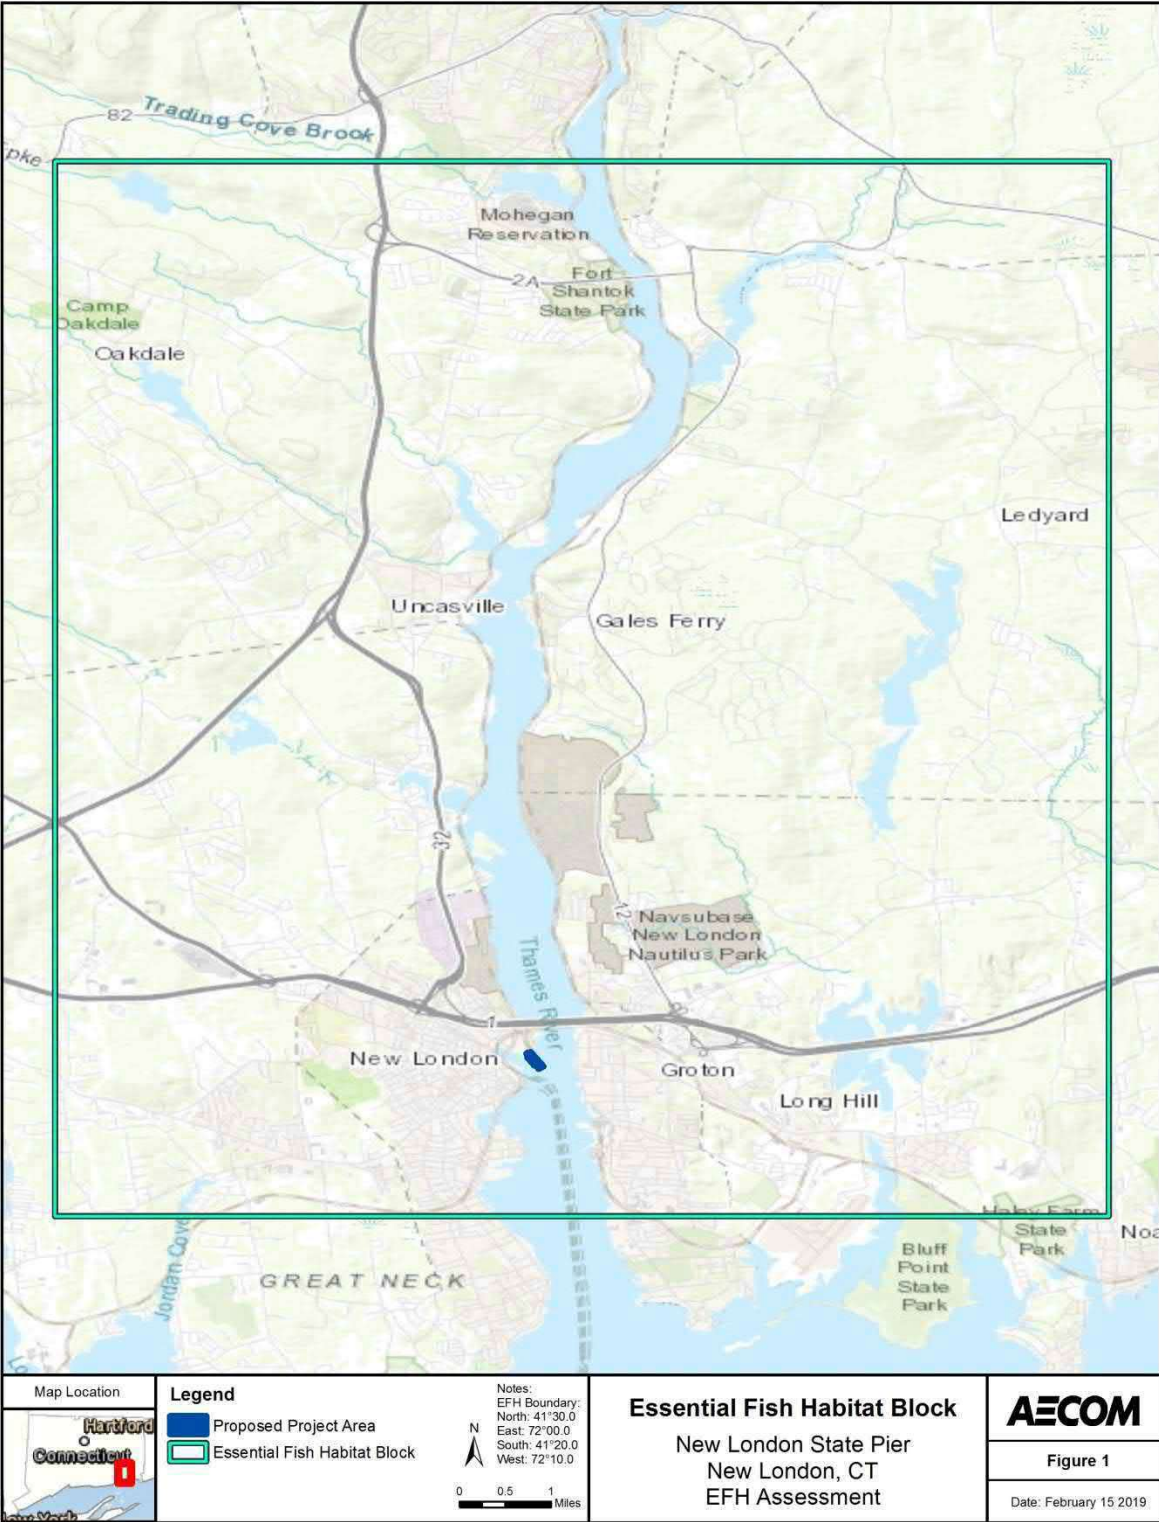 82
Trading Cove Brook
Mohegan
Reservation
2A
Fort
Shantok
State Park
Camp
Oakdale
Oakdale
Ledyard
Uncasville
Gales Ferry
32
12
Navsubase
New London
Nautilus Park
Thames River
1
New London
Groton
Long Hill
Haley Farm
State
Park
Noa
Jordan Cove
GREAT NECK
Bluff
Point
State
Park
Map Location
Hartford
Connecticut
New York
Legend
Proposed Project Area
Essential Fish Habitat Block
Notes:
EFH Boundary:
North: 41°30.0
East: 72°00.0
South: 41°20.0
West: 72°10.0
N
0 0.5 1
Miles
Essential Fish Habitat Block
New London State Pier
New London, CT
EFH Assessment
AECOM
Figure 1
Date: February 15 2019